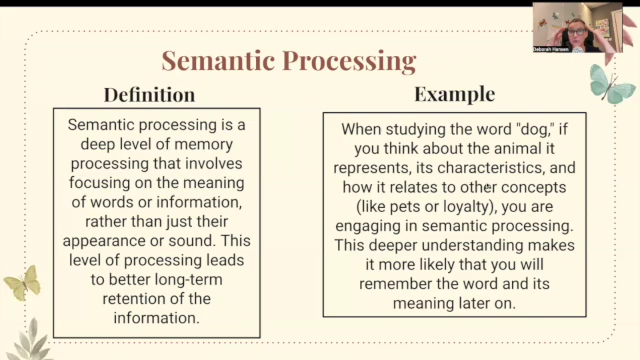 Deborah Hansen
Semantic Processing
Definition
Semantic processing is a
deep level of memory
processing that involves
focusing on the meaning
of words or information,
rather than just their
appearance or sound. This
level of processing leads
to better long-term
retention of the
information.
Example
When studying the word "dog," if
you think about the animal it
represents, its characteristics, and
how it relates to other concepts
(like pets or loyalty), you are
engaging in semantic processing.
This deeper understanding makes
it more likely that you will
remember the word and its
meaning later on.